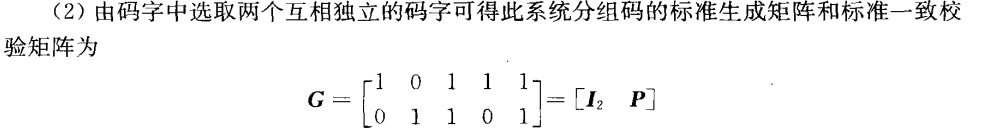 (2) 由码字中选取两个互相独立的码字可得此系统分组码的标准生成矩阵和标准一致校
验矩阵为
G = [1 0 1 1 1
0 1 1 0 1] = [I₂ P]